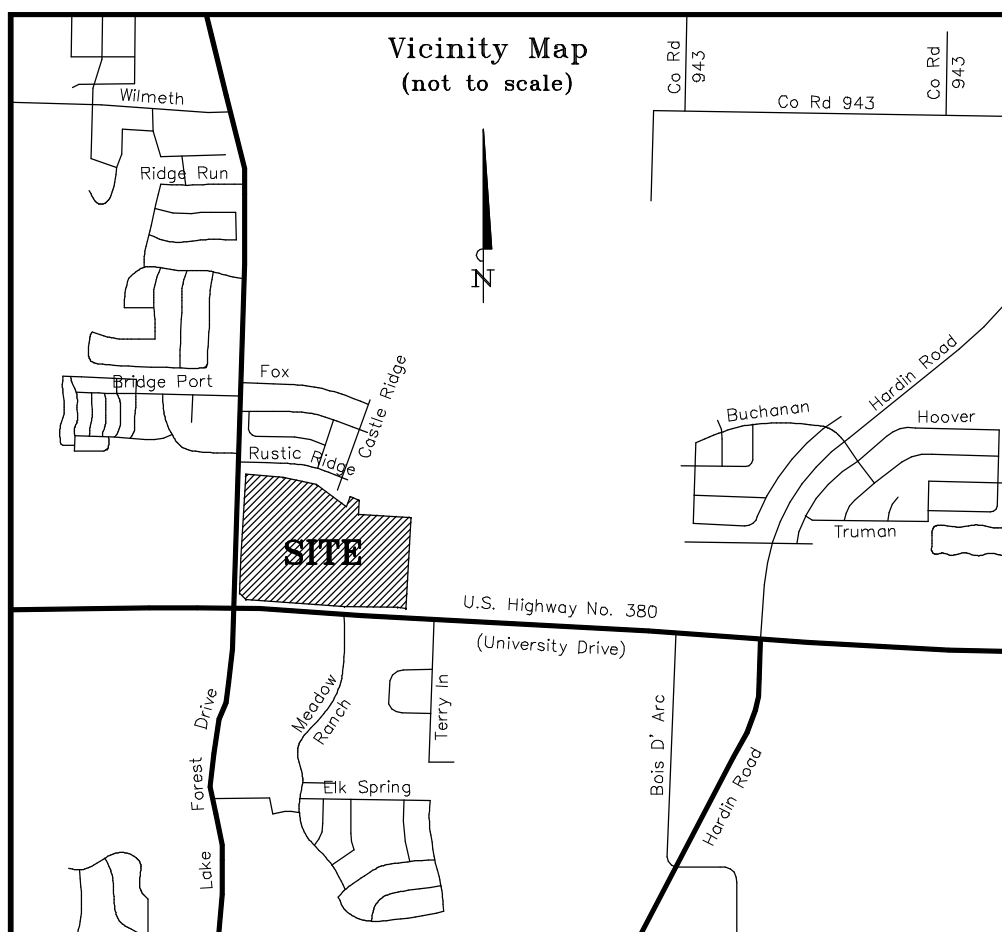 Vicinity Map
(not to scale)
Co Rd
943
Co Rd
943
Co Rd 943
Wilmeth
Ridge Run
N
Bridge Port
Fox
Castle Ridge
Rustic Ridge
Hardin Road
Buchanan
Hoover
Truman
SITE
U.S. Highway No. 380
(University Drive)
Lake Forest Drive
Meadow
Ranch
Terry ln
Elk Spring
Bois D' Arc
Hardin Road